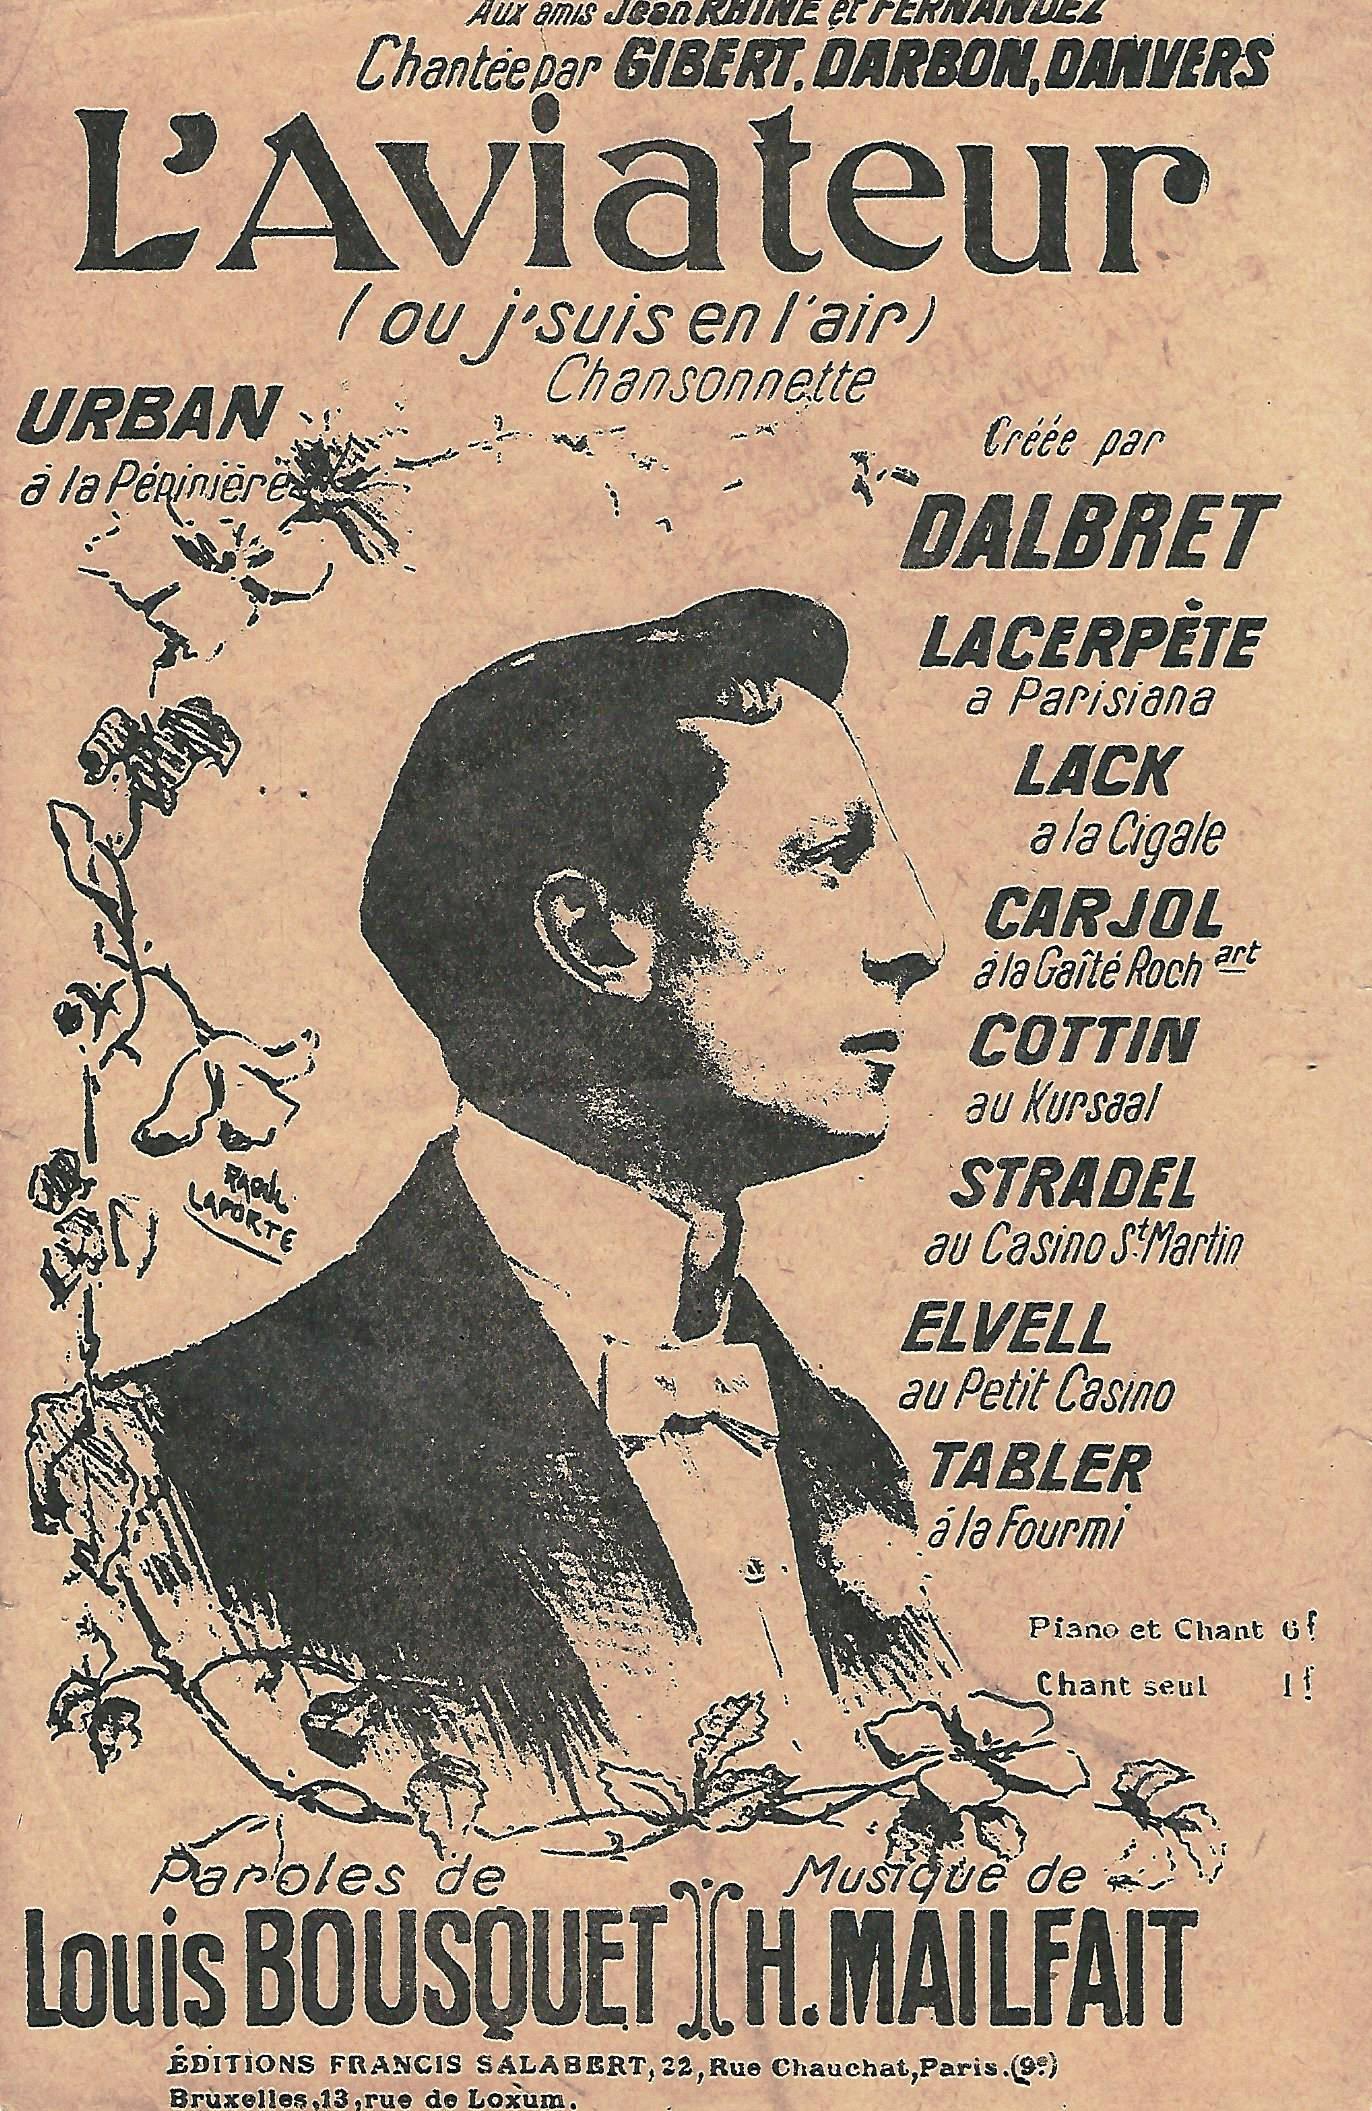 Aux amis Jean RHINE et FERNANDEZ
Chantée par GIBERT, DARBON, DANVERS
L'Aviateur
(ou j'suis en l'air)
Chansonnette
URBAN
à la Pépinière
Créée par
DALBRET
LACERPÈTE
a Parisiana
LACK
a la Cigale
CARJOL
à la Gaîté Roch art
COTTIN
au Kursaal
STRADEL
au Casino St. Martin
ELVELL
au Petit Casino
TABLER
à la Fourmi
RAOUL
LAPORTE
Piano et Chant 6f
Chant seul 1f
Paroles de
Louis BOUSQUET
Musique de
H. MAILFAIT
ÉDITIONS FRANCIS SALABERT, 22, Rue Chauchat, Paris. (9e)
Bruxelles, 13, rue de Loxum.